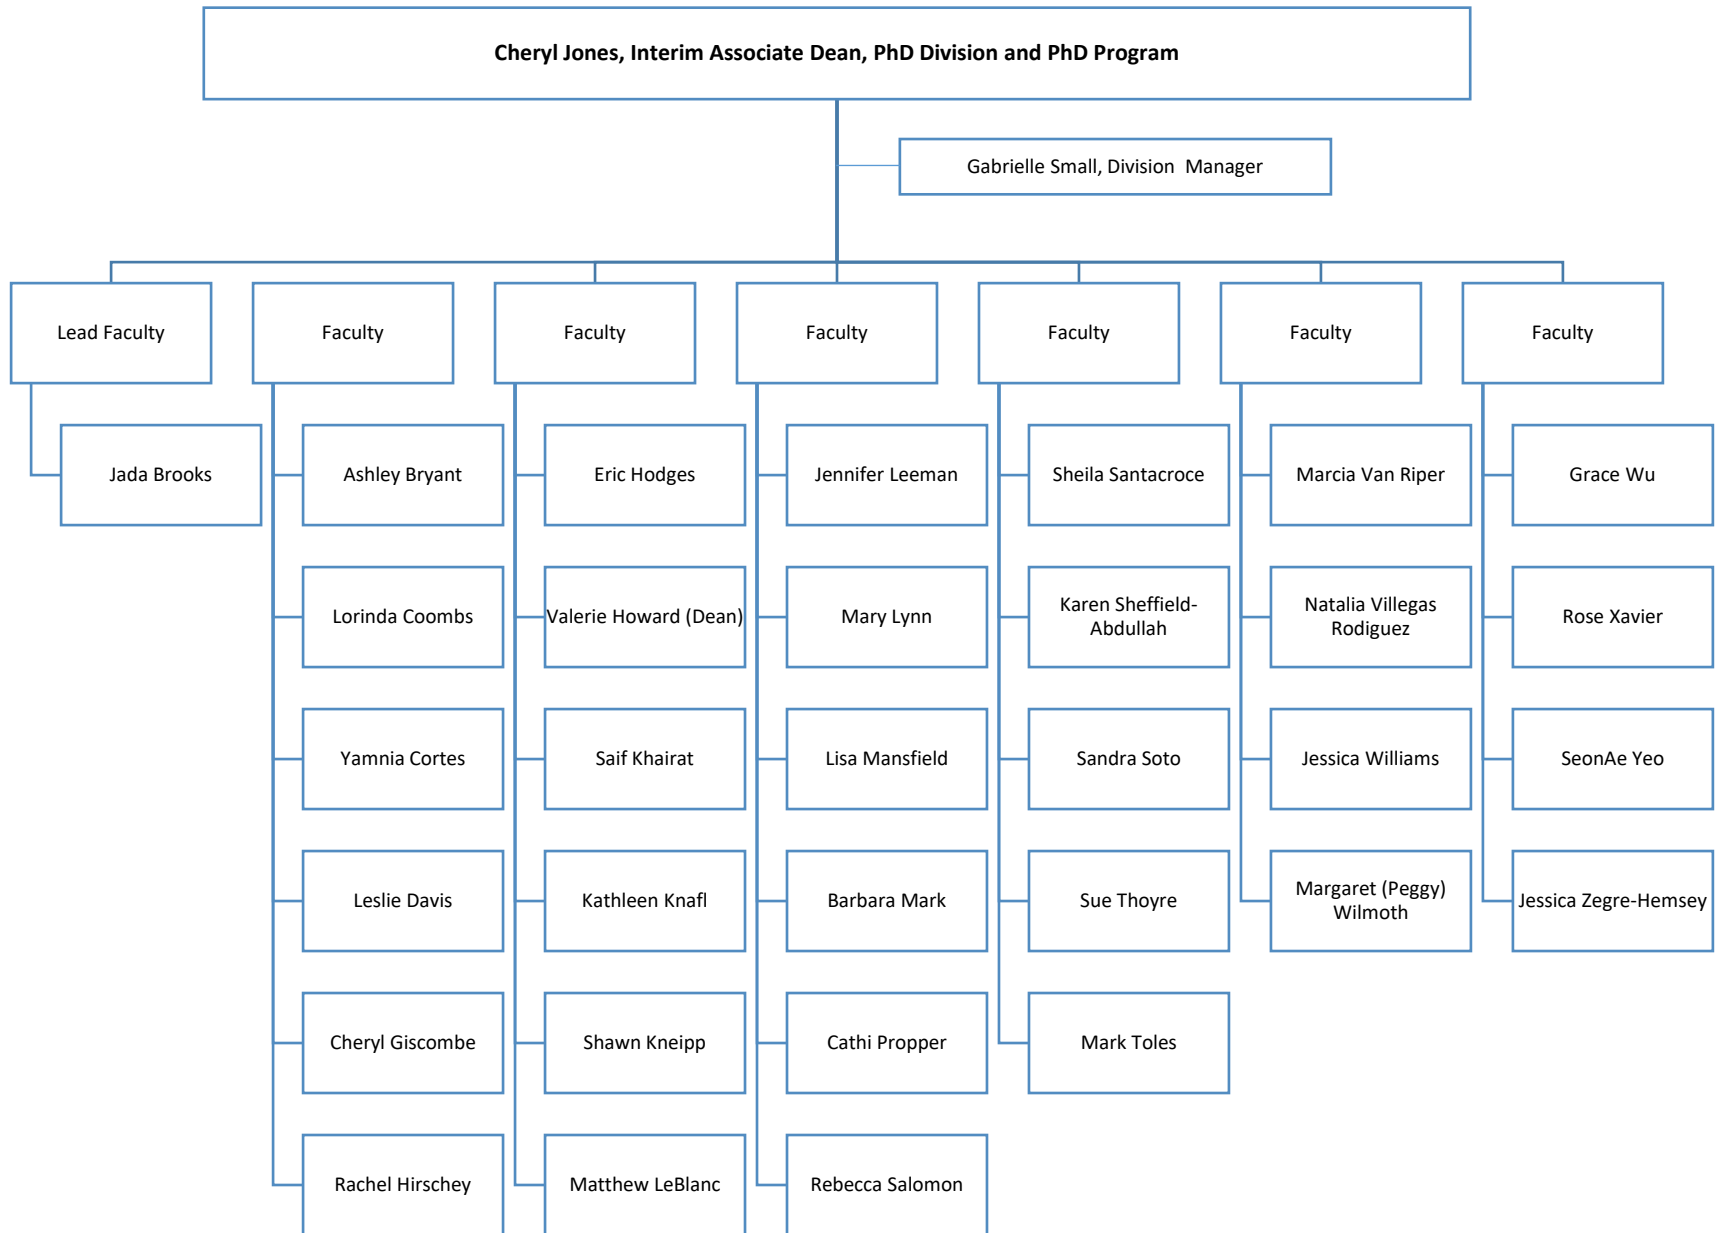 Cheryl Jones, Interim Associate Dean, PhD Division and PhD Program
Gabrielle Small, Division  Manager
Lead Faculty
Faculty
Faculty
Faculty
Faculty
Faculty
Faculty
Jada Brooks
Ashley Bryant
Eric Hodges
Jennifer Leeman
Sheila Santacroce
Marcia Van Riper
Grace Wu
Lorinda Coombs
Valerie Howard (Dean)
Mary Lynn
Karen Sheffield-
Abdullah
Natalia Villegas
Rodiguez
Rose Xavier
Yamnia Cortes
Saif Khairat
Lisa Mansfield
Sandra Soto
Jessica Williams
SeonAe Yeo
Leslie Davis
Kathleen Knafl
Barbara Mark
Sue Thoyre
Margaret (Peggy)
Wilmoth
Jessica Zegre-Hemsey
Cheryl Giscombe
Shawn Kneipp
Cathi Propper
Mark Toles
Rachel Hirschey
Matthew LeBlanc
Rebecca Salomon